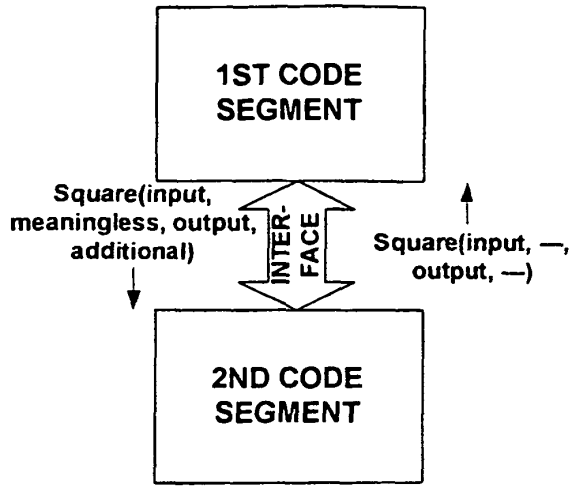 1ST CODE
SEGMENT
Square(input,
meaningless, output,
additional)
INTER-
FACE
Square(input, —,
output, —)
2ND CODE
SEGMENT